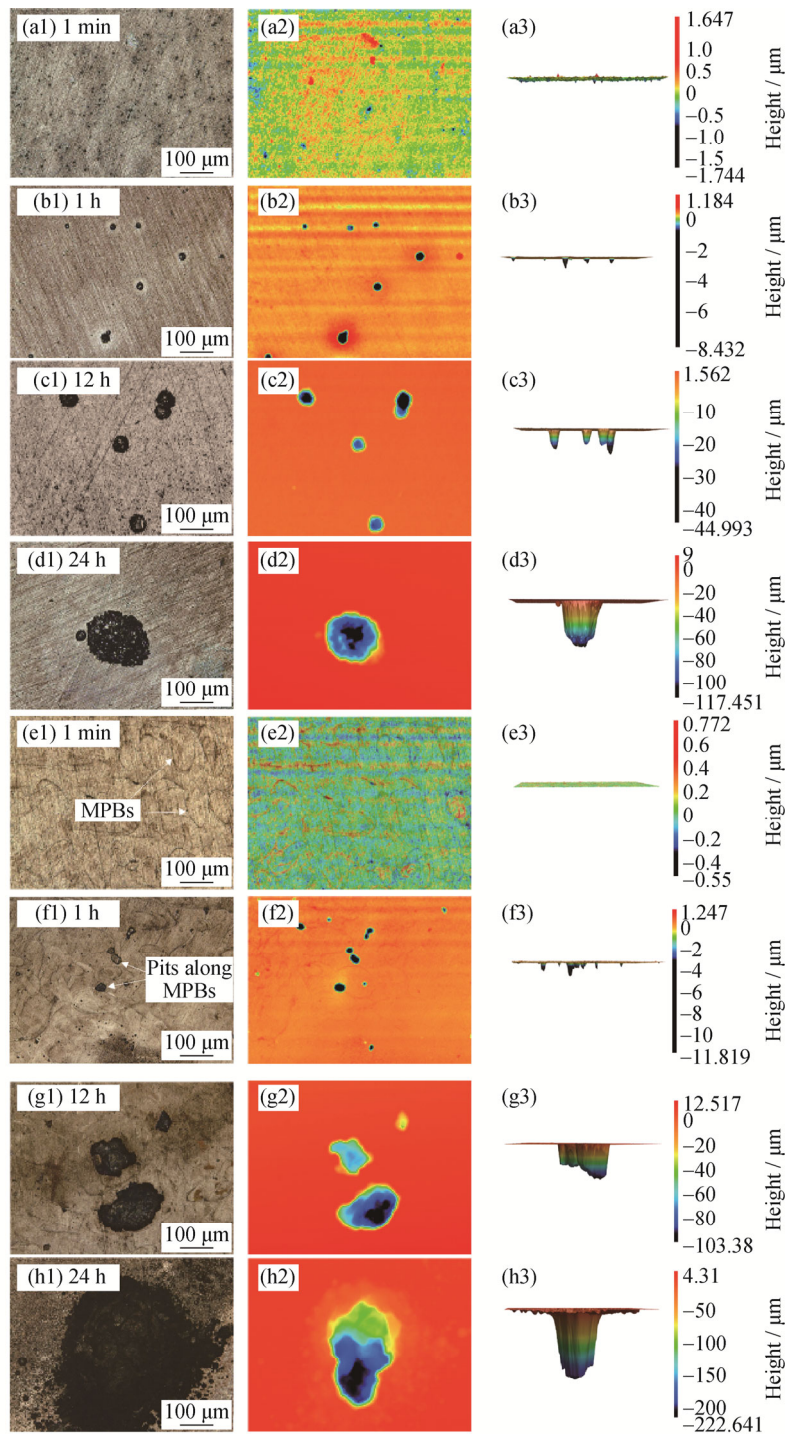 (a1) 1 min
100 μm
(a2)
(a3)
1.647
1.0
0.5
0
−0.5
−1.0
−1.5
−1.744
Height / μm
(b1) 1 h
100 μm
(b2)
(b3)
1.184
0
−2
−4
−6
−8.432
Height / μm
(c1) 12 h
100 μm
(c2)
(c3)
1.562
−10
−20
−30
−40
−44.993
Height / μm
(d1) 24 h
100 μm
(d2)
(d3)
9
0
−20
−40
−60
−80
−100
−117.451
Height / μm
(e1) 1 min
MPBs
100 μm
(e2)
(e3)
0.772
0.6
0.4
0.2
0
−0.2
−0.4
−0.55
Height / μm
(f1) 1 h
Pits along
MPBs
100 μm
(f2)
(f3)
1.247
0
−2
−4
−6
−8
−10
−11.819
Height / μm
(g1) 12 h
100 μm
(g2)
(g3)
12.517
0
−20
−40
−60
−80
−103.38
Height / μm
(h1) 24 h
100 μm
(h2)
(h3)
4.31
−50
−100
−150
−200
−222.641
Height / μm